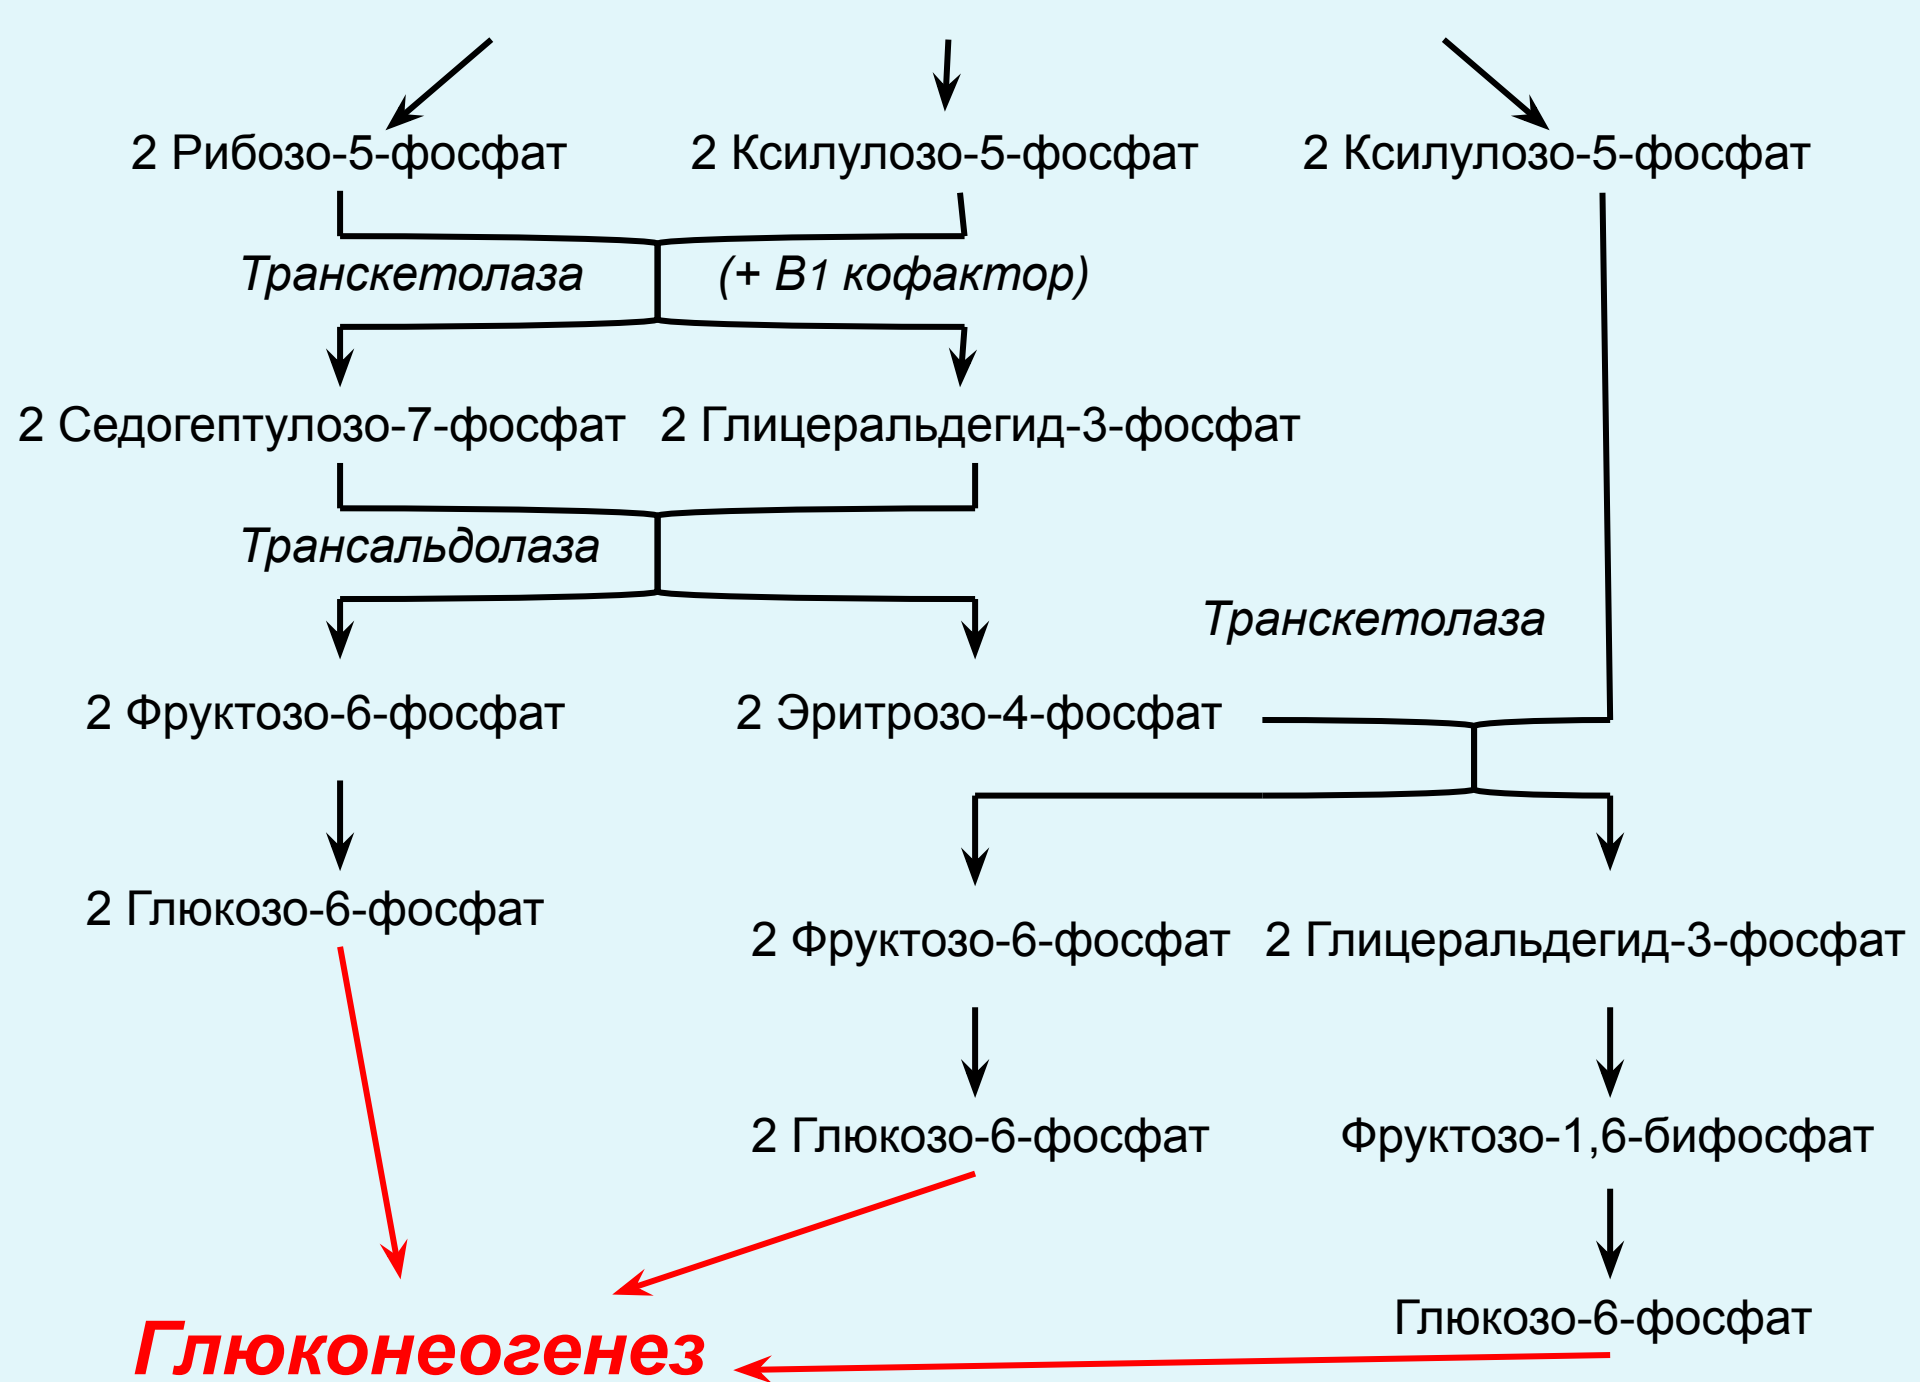 2 Рибозо-5-фосфат 2 Ксилулозо-5-фосфат 2 Ксилулозо-5-фосфат
Транскетолаза (+ В1 кофактор)
2 Седогептулозо-7-фосфат 2 Глицеральдегид-3-фосфат
Трансальдолаза
Транскетолаза
2 Фруктозо-6-фосфат 2 Эритрозо-4-фосфат
2 Глюкозо-6-фосфат
2 Фруктозо-6-фосфат 2 Глицеральдегид-3-фосфат
2 Глюкозо-6-фосфат Фруктозо-1,6-бифосфат
Глюкозо-6-фосфат
Глюконеогенез